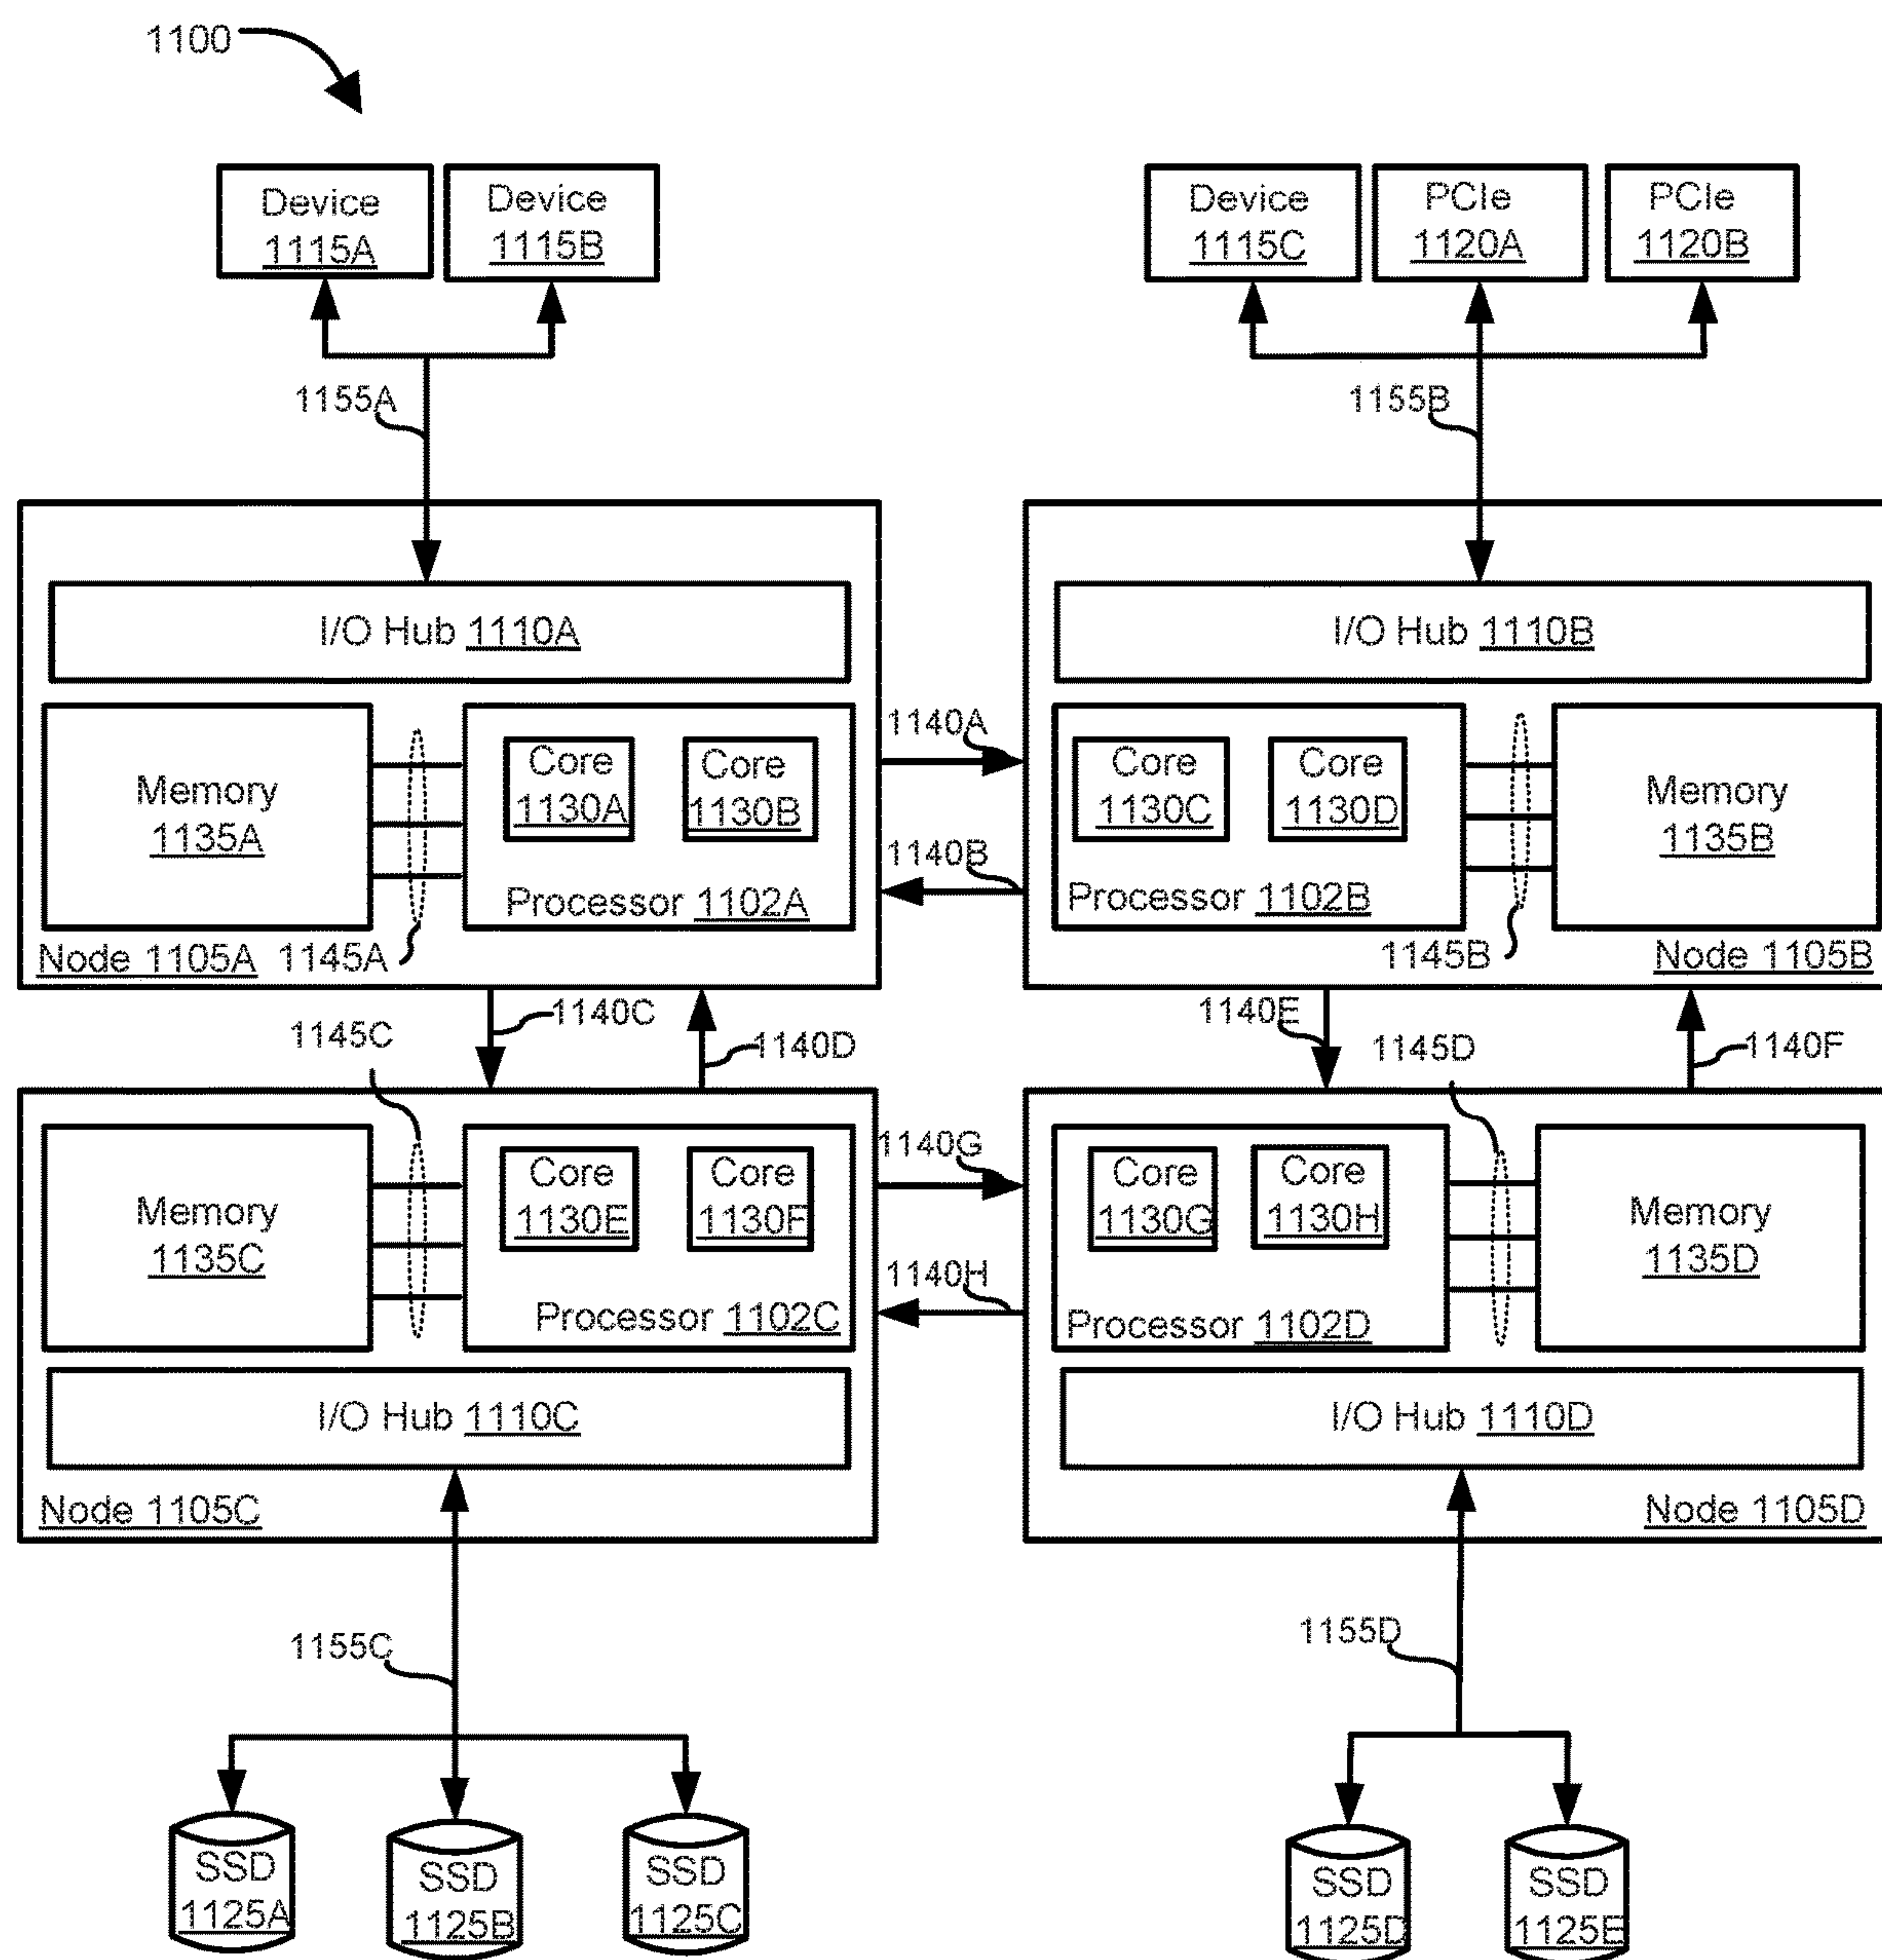 1100
Device
1115A
Device
1115B
Device
1115C
PCIe
1120A
PCIe
1120B
1155A
1155B
I/O Hub 1110A
I/O Hub 1110B
Memory
1135A
Core
1130A
Core
1130B
Processor 1102A
Node 1105A
1145A
1140A
1140B
Core
1130C
Core
1130D
Processor 1102B
Memory
1135B
1145B
Node 1105B
1145C
1140C
1140D
1140E
1145D
1140F
Memory
1135C
Core
1130E
Core
1130F
Processor 1102C
1140G
1140H
Core
1130G
Core
1130H
Processor 1102D
Memory
1135D
I/O Hub 1110C
Node 1105C
I/O Hub 1110D
Node 1105D
1155C
1155D
SSD
1125A
SSD
1125B
SSD
1125C
SSD
1125D
SSD
1125E